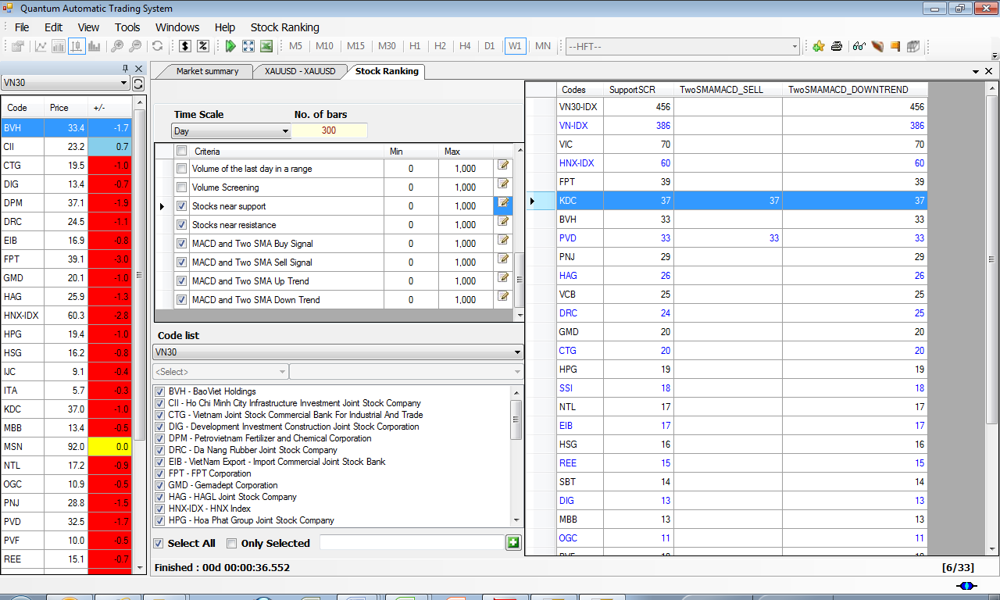 Quantum Automatic Trading System
File Edit View Tools Windows Help Stock Ranking
$ % M5 M10 M15 M30 H1 H2 H4 D1 W1 MN --HFT--
VN30
Code Price +/-
BVH 33.4 -1.7
CII 23.2 0.7
CTG 19.5 -1.0
DIG 13.4 -0.7
DPM 37.1 -1.9
DRC 24.5 -1.1
EIB 16.9 -0.8
FPT 39.1 -3.0
GMD 20.1 -1.0
HAG 25.9 -1.3
HNX-IDX 60.3 -2.8
HPG 19.4 -1.0
HSG 16.2 -0.8
IJC 9.1 -0.4
ITA 5.7 -0.3
KDC 37.0 -1.0
MBB 13.4 -0.5
MSN 92.0 0.0
NTL 17.2 -0.9
OGC 10.9 -0.5
PNJ 28.8 -1.5
PVD 32.5 -1.7
PVF 10.0 -0.5
REE 15.1 -0.7
Market summary XAUUSD - XAUUSD Stock Ranking
Time Scale No. of bars
Day 300
Criteria Min Max
Volume of the last day in a range 0 1,000
Volume Screening 0 1,000
Stocks near support 0 1,000
Stocks near resistance 0 1,000
MACD and Two SMA Buy Signal 0 1,000
MACD and Two SMA Sell Signal 0 1,000
MACD and Two SMA Up Trend 0 1,000
MACD and Two SMA Down Trend 0 1,000
Code list
VN30
<Select>
BVH - BaoViet Holdings
CII - Ho Chi Minh City Infrastructure Investment Joint Stock Company
CTG - Vietnam Joint Stock Commercial Bank For Industrial And Trade
DIG - Development Investment Construction Joint Stock Corporation
DPM - Petrovietnam Fertilizer and Chemical Corporation
DRC - Da Nang Rubber Joint Stock Company
EIB - VietNam Export - Import Commercial Joint Stock Bank
FPT - FPT Corporation
GMD - Gemadept Corporation
HAG - HAGL Joint Stock Company
HNX-IDX - HNX Index
HPG - Hoa Phat Group Joint Stock Company
Select All Only Selected
Finished : 00d 00:00:36.552
Codes SupportSCR TwoSMAMACD_SELL TwoSMAMACD_DOWNTREND
VN30-IDX 456 456
VN-IDX 386 386
VIC 70 70
HNX-IDX 60 60
FPT 39 39
KDC 37 37 37
BVH 33 33
PVD 33 33 33
PNJ 29 29
HAG 26 26
VCB 25 25
DRC 24 25
GMD 20 20
CTG 20 20
HPG 19 19
SSI 18 18
NTL 17 17
EIB 17 17
HSG 16 16
REE 15 15
SBT 14 14
DIG 13 13
MBB 13 13
OGC 11 11
[6/33]